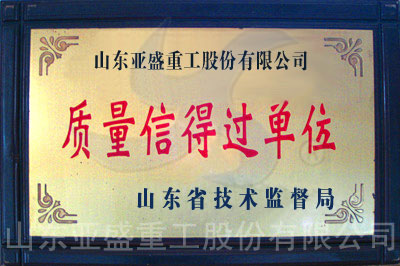 山东亚盛重工股份有限公司
质量信得过单位
山东省技术监督局
山东亚盛重工股份有限公司